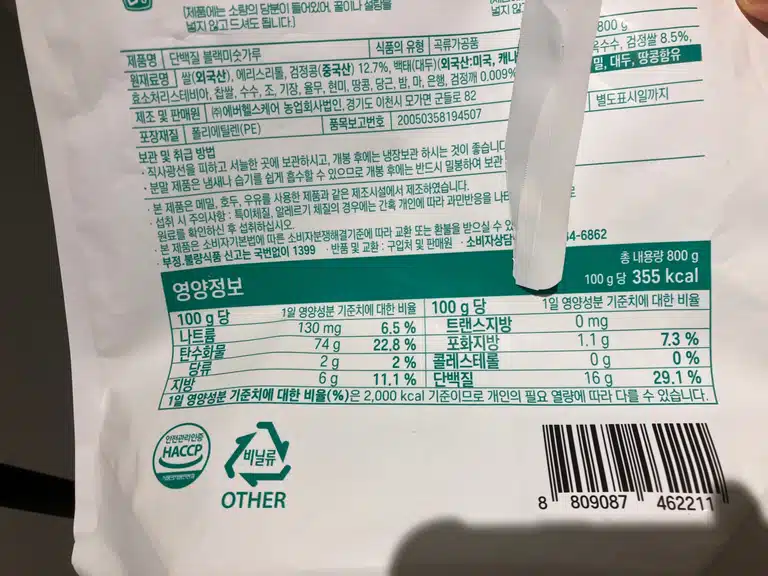 [제품에는 소량의 당분이 들어있어, 꿀이나 설탕을
넣지 않고 드셔도 됩니다.]
넣지 않고
800 g
제품명 단백질 블랙미숫가루 식품의 유형 곡류가공품
원재료명 쌀(외국산), 에리스리톨, 검정콩(중국산) 12.7%, 백태(대두)(외국산:미국, 캐나 옥수수, 검정쌀 8.5%,
효소처리스테비아, 찹쌀, 수수, 조, 기장, 율무, 현미, 땅콩, 당근, 밤, 마, 은행, 검정깨 0.009% 밀, 대두, 땅콩함유
제조 및 판매원 ㈜에버헬스케어 농업회사법인, 경기도 이천시 모가면 군들로 82 별도표시일까지
포장재질 폴리에틸렌(PE) 품목보고번호 20050358194507
보관 및 취급 방법
· 직사광선을 피하고 서늘한 곳에 보관하시고, 개봉 후에는 냉장보관 하시는 것이 좋습니다
· 분말 제품은 냄새나 습기를 쉽게 흡수할 수 있으므로 개봉 후에는 반드시 밀봉하여 보관
· 본 제품은 메밀, 호두, 우유를 사용한 제품과 같은 제조시설에서 제조하였습니다.
· 섭취 시 주의사항 : 특이체질, 알레르기 체질의 경우에는 간혹 개인에 따라 과민반응을 나타 로
원료를 확인하신 후 섭취하십시오.
· 본 제품은 소비자기본법에 따른 소비자분쟁해결기준에 따라 교환 또는 환불을 받으실 수 있
· 부정.불량식품 신고는 국번없이 1399 · 반품 및 교환 : 구입처 및 판매원 · 소비자상담 64-6862
영양정보
총 내용량 800 g
100 g 당 355 kcal
100 g 당 1일 영양성분 기준치에 대한 비율 100 g 당 1일 영양성분 기준치에 대한 비율
나트륨 130 mg 6.5 % 트랜스지방 0 mg
탄수화물 74 g 22.8 % 포화지방 1.1 g 7.3 %
당류 2 g 2 % 콜레스테롤 0 g 0 %
지방 6 g 11.1 % 단백질 16 g 29.1 %
1일 영양성분 기준치에 대한 비율(%)은 2,000 kcal 기준이므로 개인의 필요 열량에 따라 다를 수 있습니다.
안전관리인증
HACCP
비닐류
OTHER
8 809087 462211